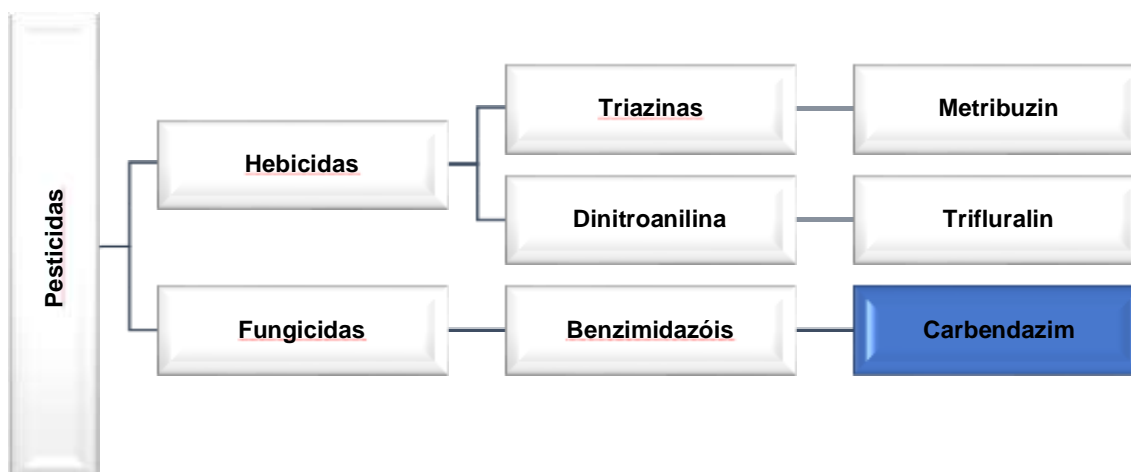 Pesticidas
Hebicidas
Triazinas
Metribuzin
Dinitroanilina
Trifluralin
Fungicidas
Benzimidazóis
Carbendazim